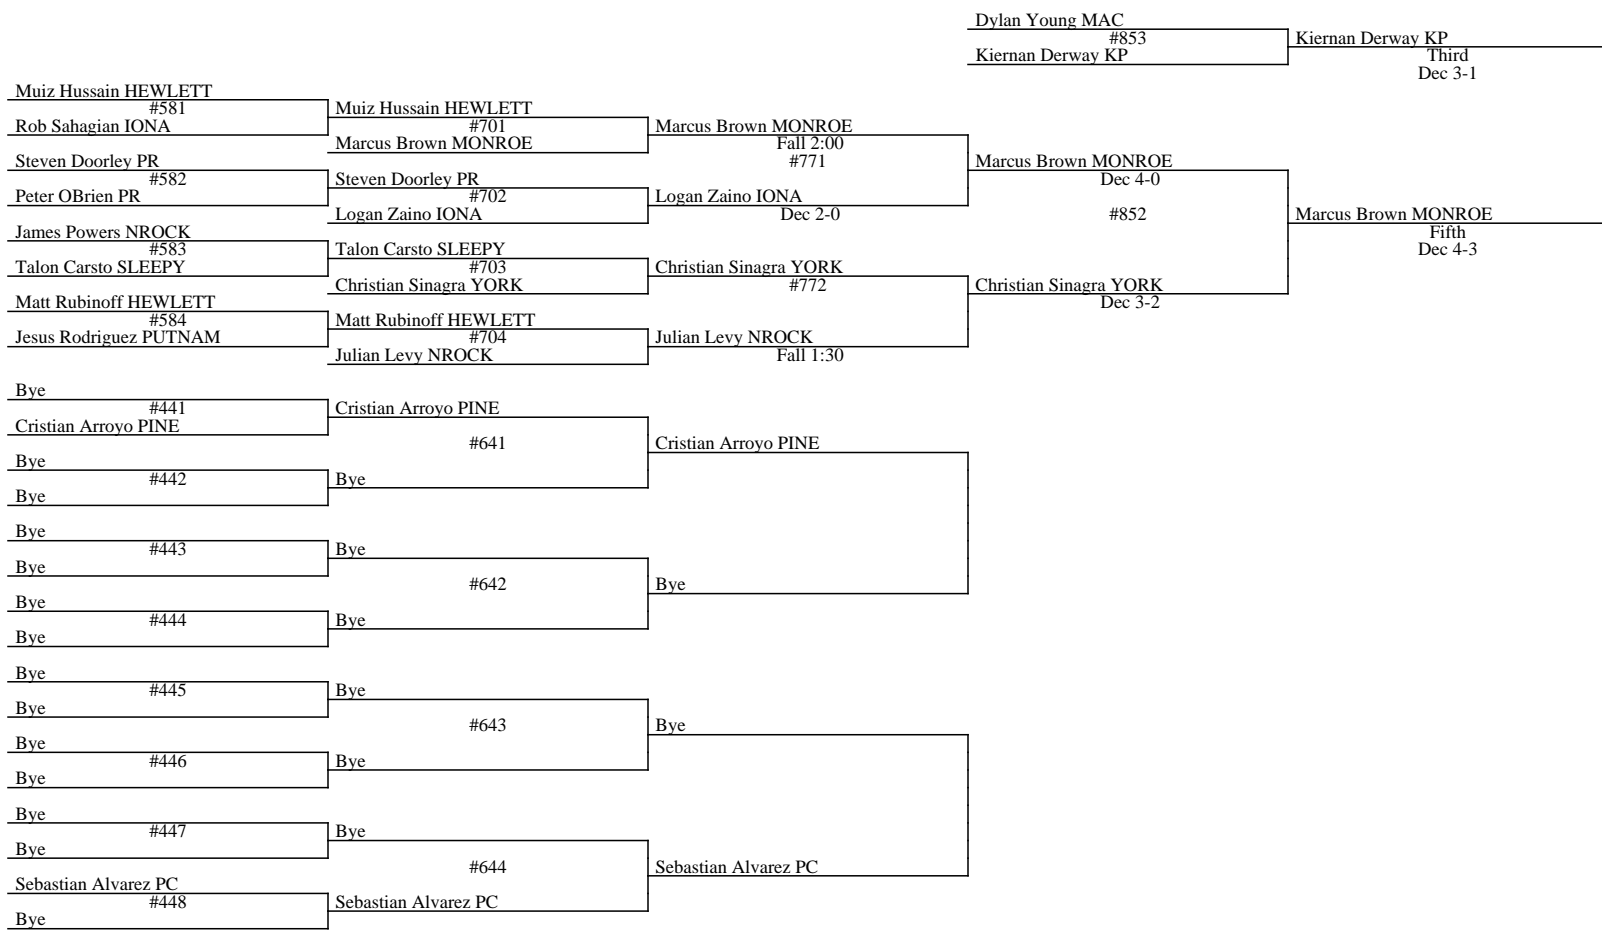 Dylan Young MAC
#853
Kiernan Derway KP
Kiernan Derway KP
Third
Dec 3-1
Muiz Hussain HEWLETT
#581
Rob Sahagian IONA
Steven Doorley PR
#582
Peter OBrien PR
James Powers NROCK
#583
Talon Carsto SLEEPY
Matt Rubinoff HEWLETT
#584
Jesus Rodriguez PUTNAM
Muiz Hussain HEWLETT
#701
Marcus Brown MONROE
Steven Doorley PR
#702
Logan Zaino IONA
Talon Carsto SLEEPY
#703
Christian Sinagra YORK
Matt Rubinoff HEWLETT
#704
Julian Levy NROCK
Marcus Brown MONROE
Fall 2:00
#771
Logan Zaino IONA
Dec 2-0
Christian Sinagra YORK
#772
Julian Levy NROCK
Fall 1:30
Marcus Brown MONROE
Dec 4-0
#852
Christian Sinagra YORK
Dec 3-2
Marcus Brown MONROE
Fifth
Dec 4-3
Bye
#441
Cristian Arroyo PINE
Bye
#442
Bye
Bye
#443
Bye
Bye
#444
Bye
Bye
#445
Bye
Bye
#446
Bye
Bye
#447
Bye
Sebastian Alvarez PC
#448
Bye
Cristian Arroyo PINE
#641
Bye
Bye
#642
Bye
Bye
#643
Bye
Bye
#644
Sebastian Alvarez PC
Cristian Arroyo PINE
Bye
Bye
Sebastian Alvarez PC